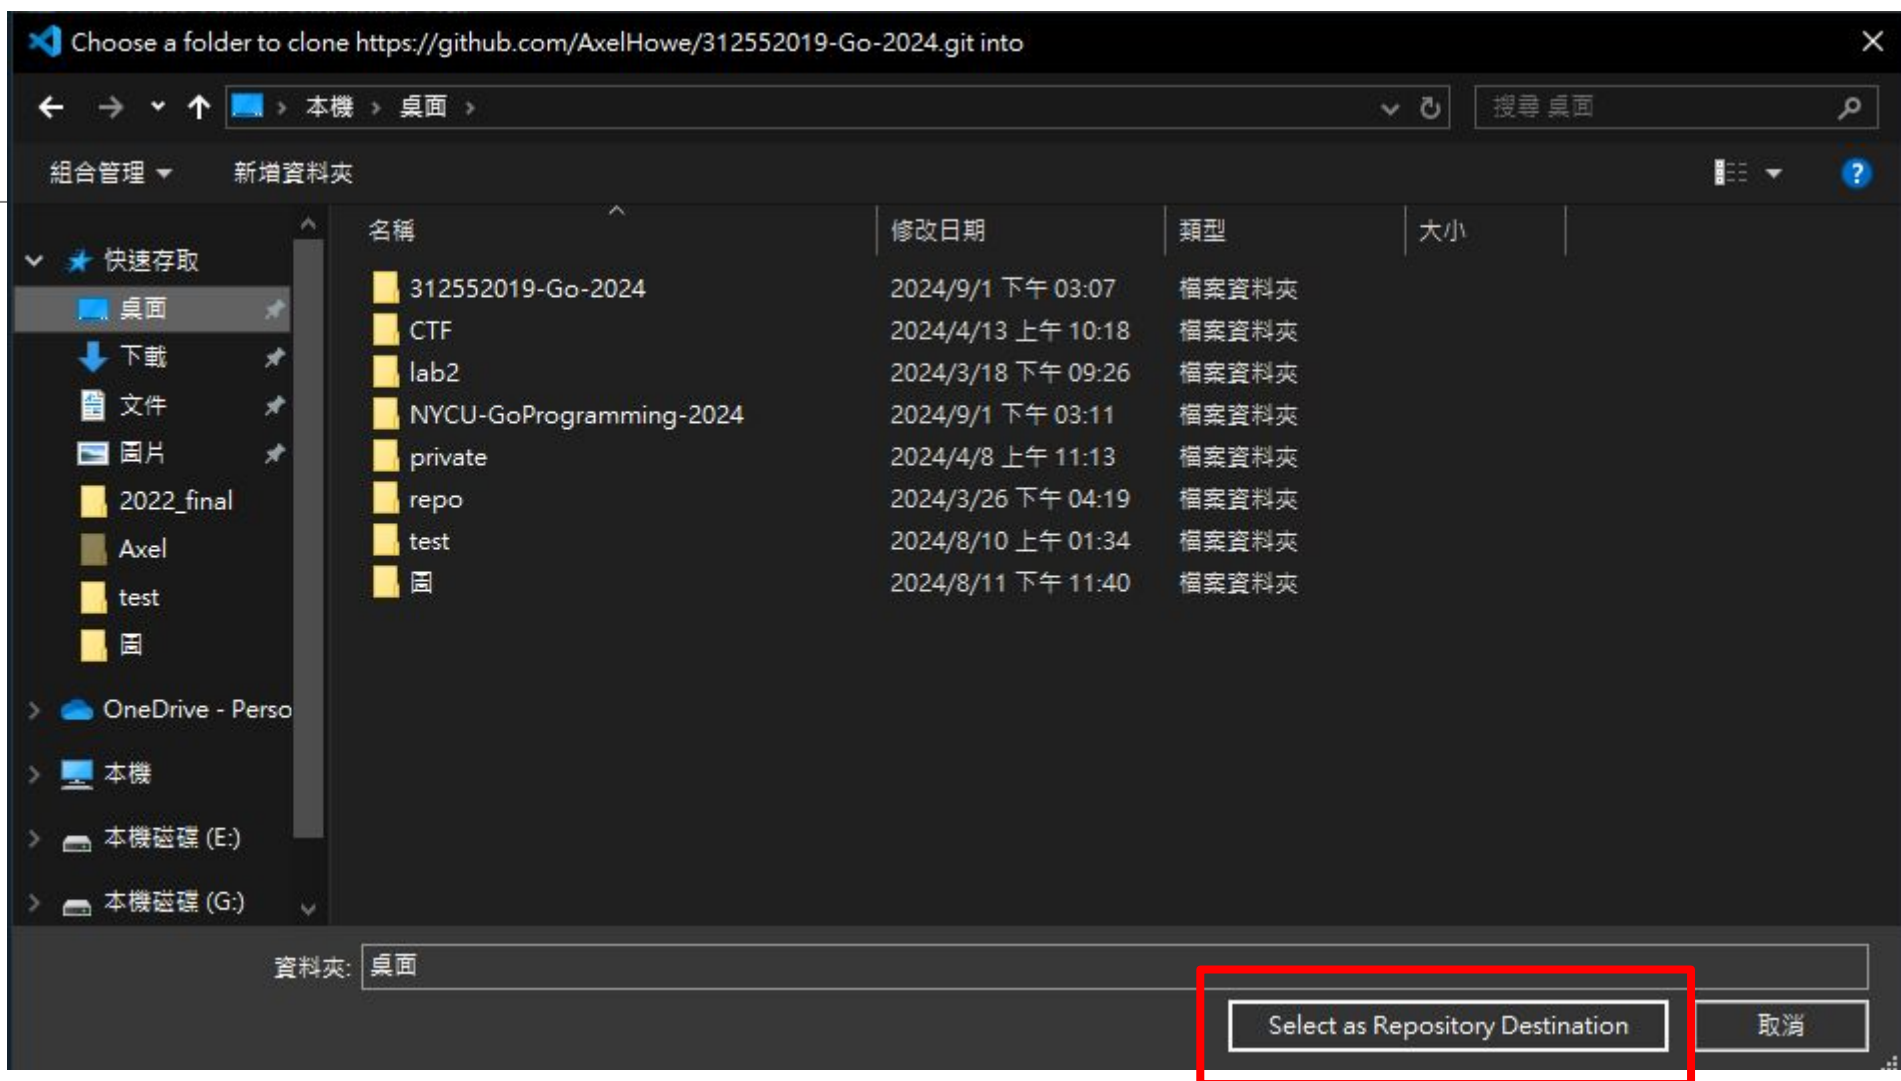 Choose a folder to clone https://github.com/AxelHowe/312552019-Go-2024.git into
本機 桌面 搜尋 桌面
組合管理 新增資料夾
名稱 修改日期 類型 大小
快速存取
桌面
下載
文件
圖片
2022_final
Axel
test
圖
OneDrive - Perso
本機
本機磁碟 (E:)
本機磁碟 (G:)
312552019-Go-2024 2024/9/1 下午 03:07 檔案資料夾
CTF 2024/4/13 上午 10:18 檔案資料夾
lab2 2024/3/18 下午 09:26 檔案資料夾
NYCU-GoProgramming-2024 2024/9/1 下午 03:11 檔案資料夾
private 2024/4/8 上午 11:13 檔案資料夾
repo 2024/3/26 下午 04:19 檔案資料夾
test 2024/8/10 上午 01:34 檔案資料夾
圖 2024/8/11 下午 11:40 檔案資料夾
資料夾: 桌面
Select as Repository Destination 取消